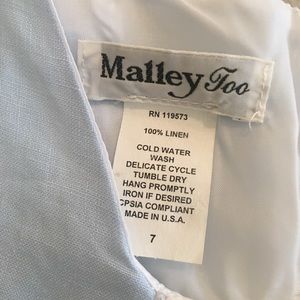 Malley Too
RN 119573
100% LINEN
COLD WATER
WASH
DELICATE CYCLE
TUMBLE DRY
HANG PROMPTLY
IRON IF DESIRED
CPSIA COMPLIANT
MADE IN U.S.A.
7